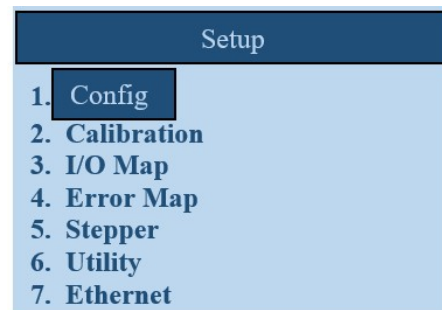 Setup
1. Config
2. Calibration
3. I/O Map
4. Error Map
5. Stepper
6. Utility
7. Ethernet